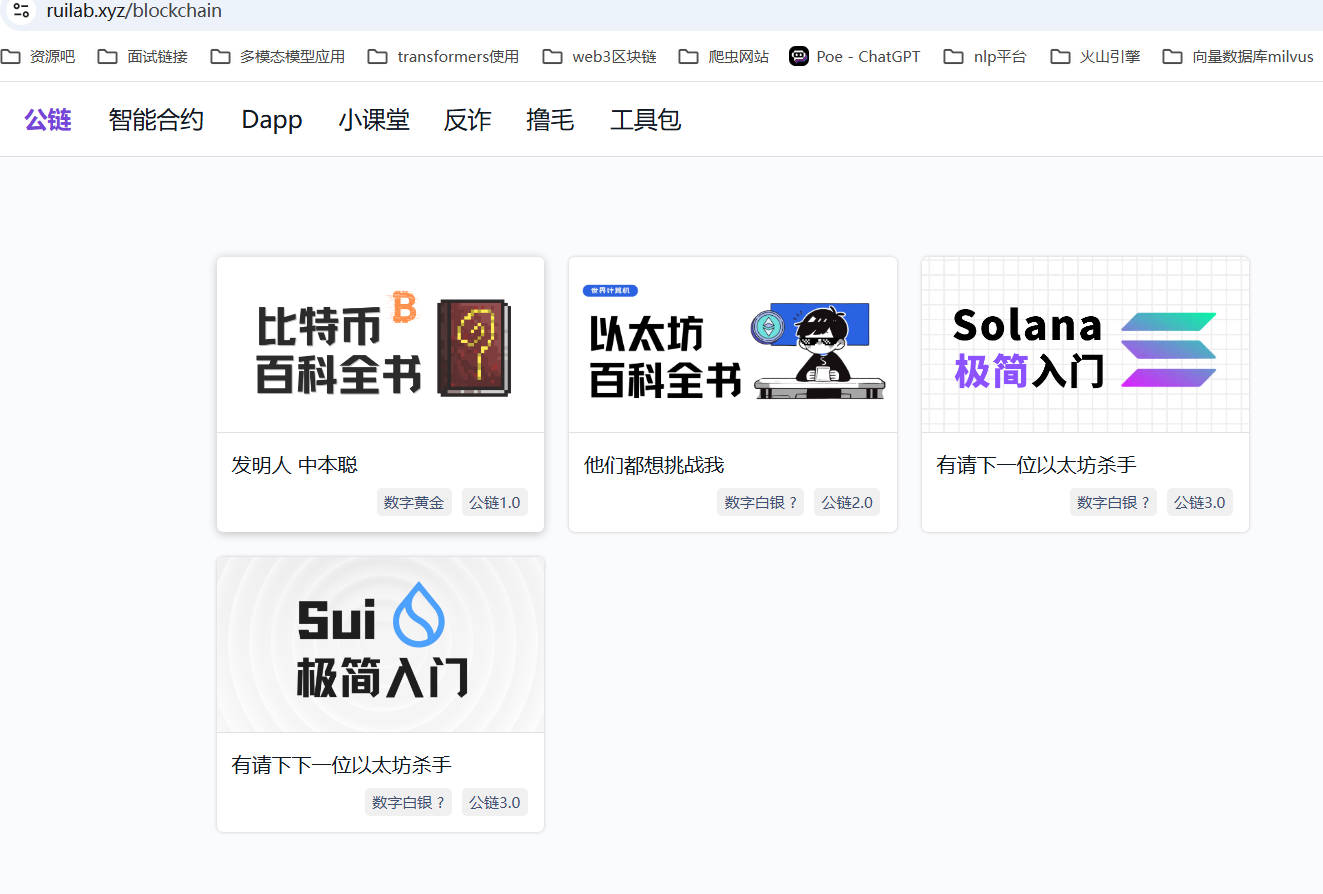 ruilab.xyz/blockchain
资源吧 面试链接 多模态模型应用 transformers使用 web3区块链 爬虫网站 Poe - ChatGPT nlp平台 火山引擎 向量数据库milvus
公链 智能合约 Dapp 小课堂 反诈 撸毛 工具包
比特币
百科全书
发明人 中本聪
数字黄金 公链1.0
世界计算机
以太坊
百科全书
他们都想挑战我
数字白银？ 公链2.0
Solana
极简入门
有请下一位以太坊杀手
数字白银？ 公链3.0
Sui
极简入门
有请下下一位以太坊杀手
数字白银？ 公链3.0